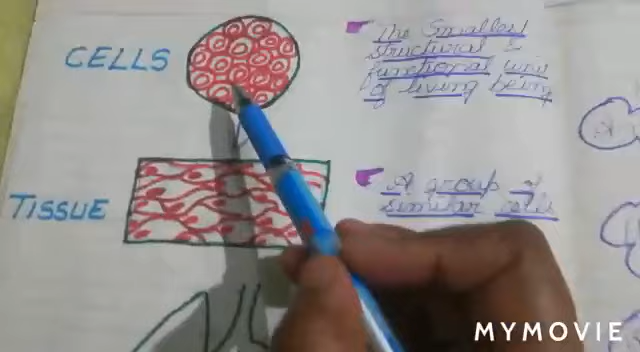 CELLS
The Smallest
structural &
functional unit
of living being
TISSUE
A group of
similar cells
MYMOVIE